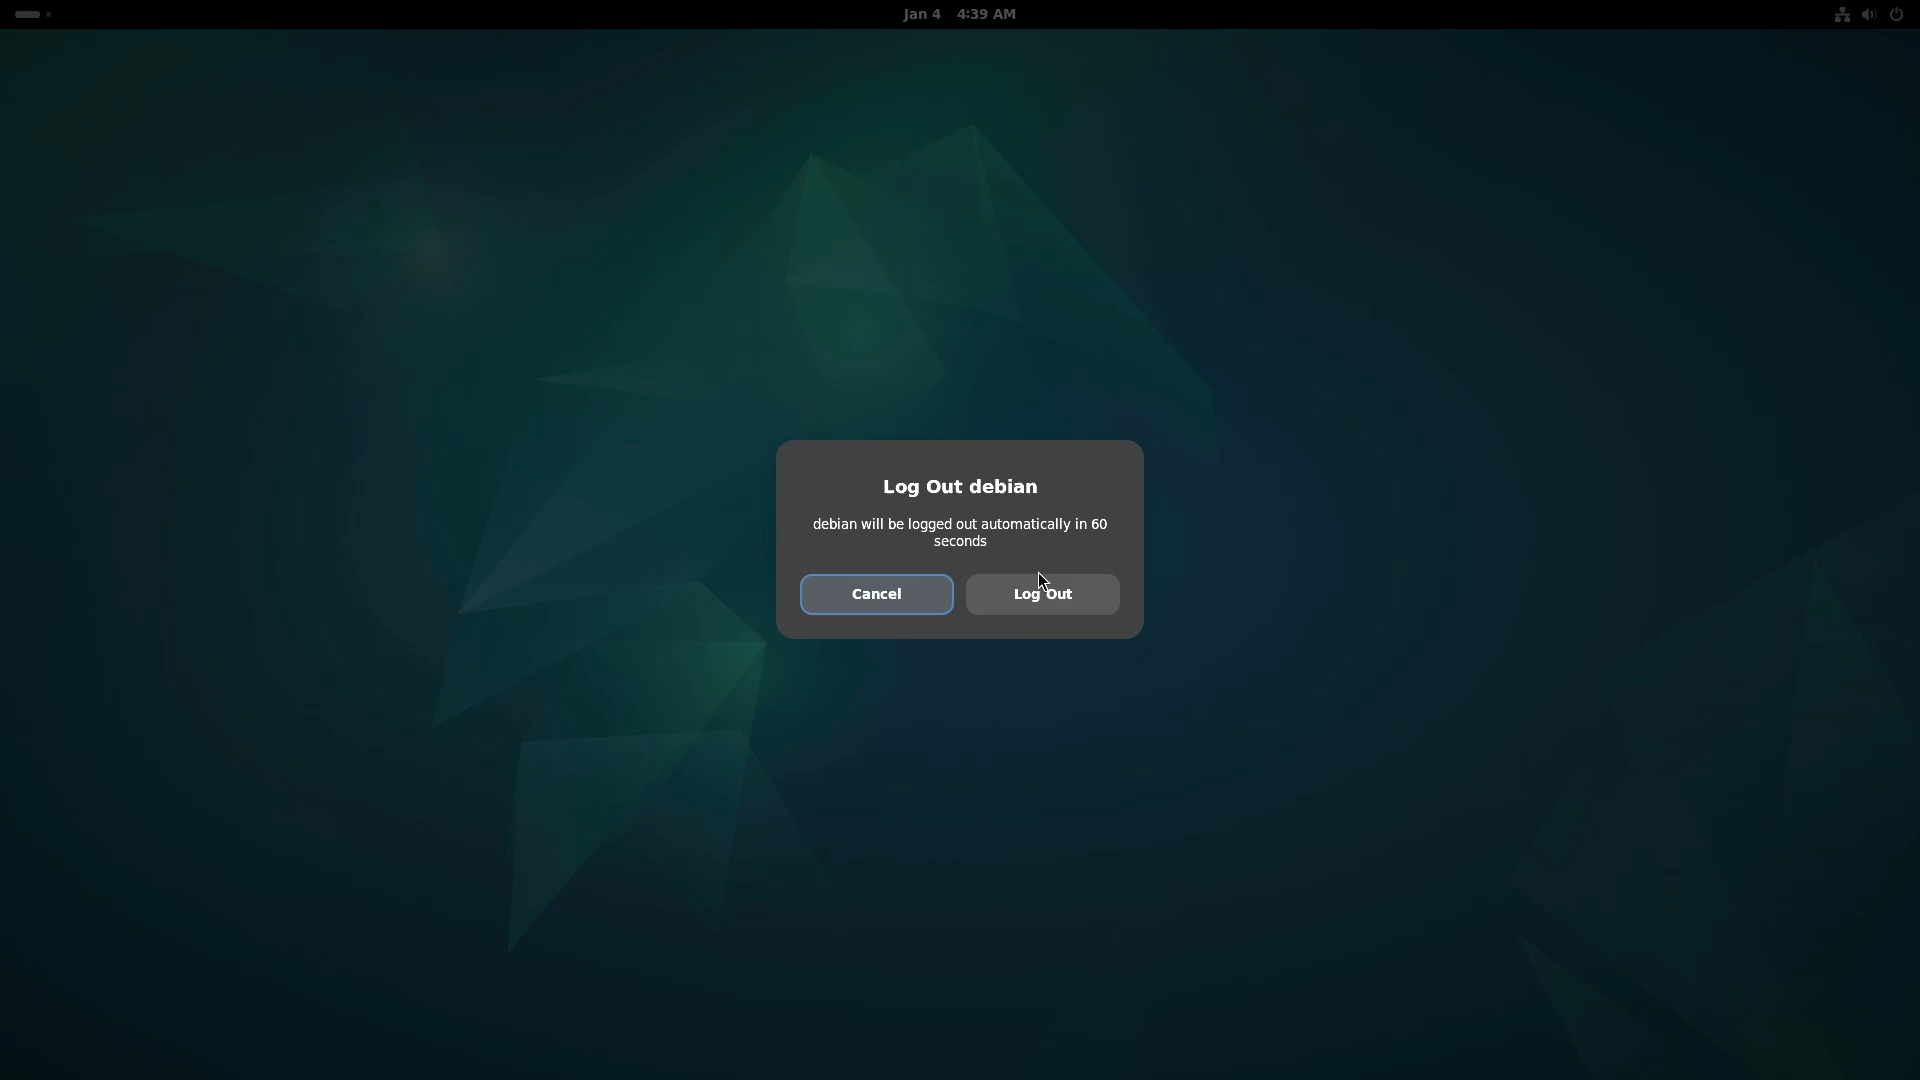 Jan 4 4:39 AM
Log Out debian
debian will be logged out automatically in 60
seconds
Cancel
Log Out